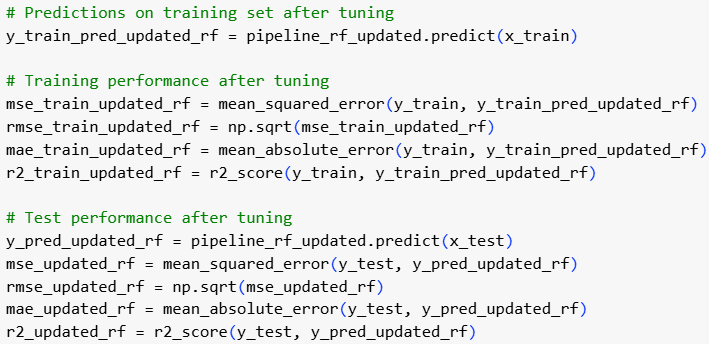 # Predictions on training set after tuning
y_train_pred_updated_rf = pipeline_rf_updated.predict(x_train)
# Training performance after tuning
mse_train_updated_rf = mean_squared_error(y_train, y_train_pred_updated_rf)
rmse_train_updated_rf = np.sqrt(mse_train_updated_rf)
mae_train_updated_rf = mean_absolute_error(y_train, y_train_pred_updated_rf)
r2_train_updated_rf = r2_score(y_train, y_train_pred_updated_rf)
# Test performance after tuning
y_pred_updated_rf = pipeline_rf_updated.predict(x_test)
mse_updated_rf = mean_squared_error(y_test, y_pred_updated_rf)
rmse_updated_rf = np.sqrt(mse_updated_rf)
mae_updated_rf = mean_absolute_error(y_test, y_pred_updated_rf)
r2_updated_rf = r2_score(y_test, y_pred_updated_rf)